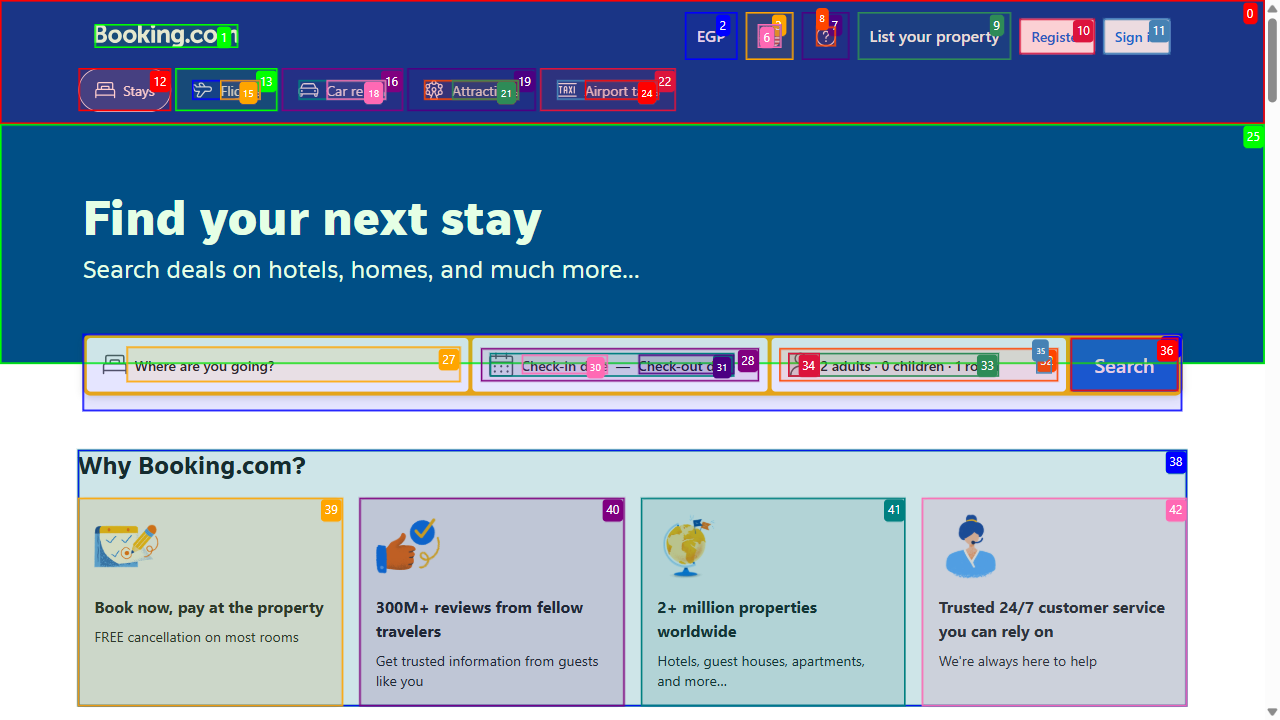 Booking.com
EGP
List your property
Register
Sign in
Stays
Flights
Car rentals
Attractions
Airport taxis
Find your next stay
Search deals on hotels, homes, and much more...
Where are you going?
Check-in date — Check-out date
2 adults · 0 children · 1 room
Search
Why Booking.com?
Book now, pay at the property
FREE cancellation on most rooms
300M+ reviews from fellow
travelers
Get trusted information from guests
like you
2+ million properties
worldwide
Hotels, guest houses, apartments,
and more...
Trusted 24/7 customer service
you can rely on
We're always here to help
0
1
2
6
8
7
9
10
11
12
13
15
16
18
19
21
22
24
25
27
28
30
31
33
34
35
36
38
39
40
41
42